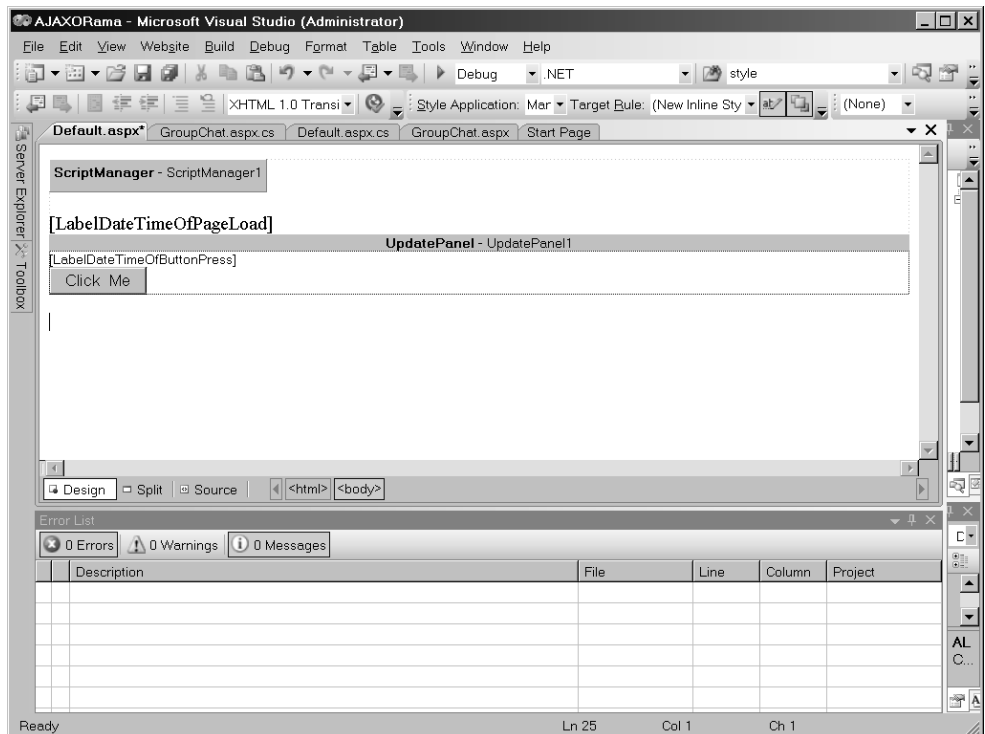 AJAXORama - Microsoft Visual Studio (Administrator)
File Edit View Website Build Debug Format Table Tools Window Help
Debug .NET style
XHTML 1.0 Transi Style Application: Mar Target Rule: (New Inline Sty (None)
Default.aspx* GroupChat.aspx.cs Default.aspx.cs GroupChat.aspx Start Page
Server Explorer
Toolbox
ScriptManager - ScriptManager1
[LabelDateTimeOfPageLoad]
UpdatePanel - UpdatePanel1
[LabelDateTimeOfButtonPress]
Click Me
Design Split Source <html> <body>
Error List
0 Errors 0 Warnings 0 Messages
Description File Line Column Project
AL
C...
Ready Ln 25 Col 1 Ch 1